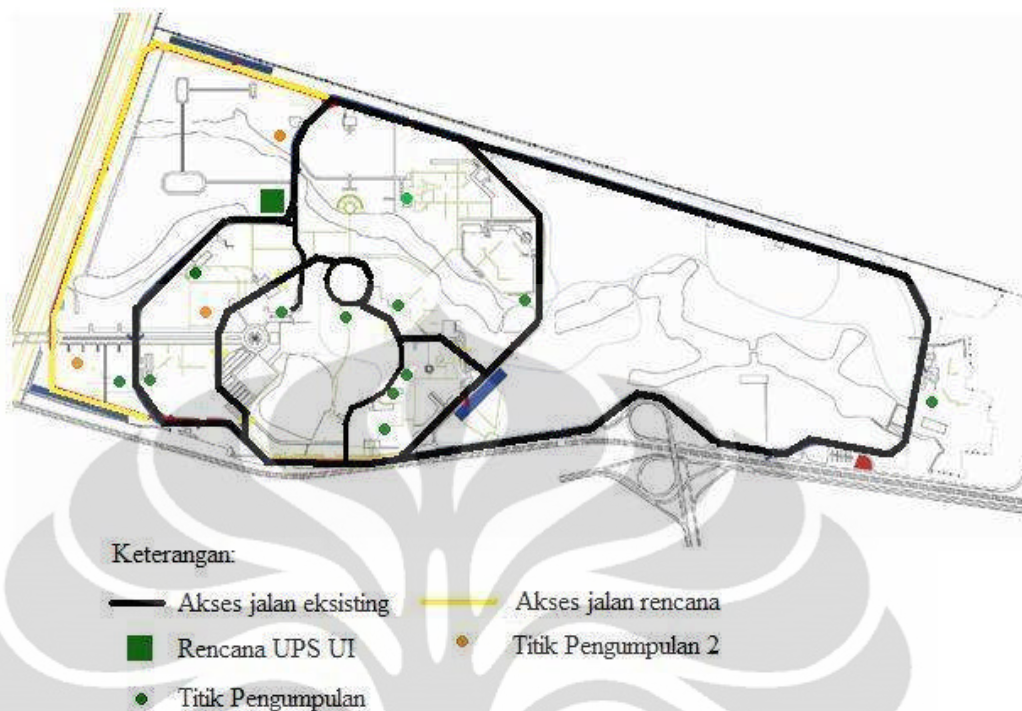 Keterangan:
Akses jalan eksisting
Akses jalan rencana
Rencana UPS UI
Titik Pengumpulan 2
Titik Pengumpulan